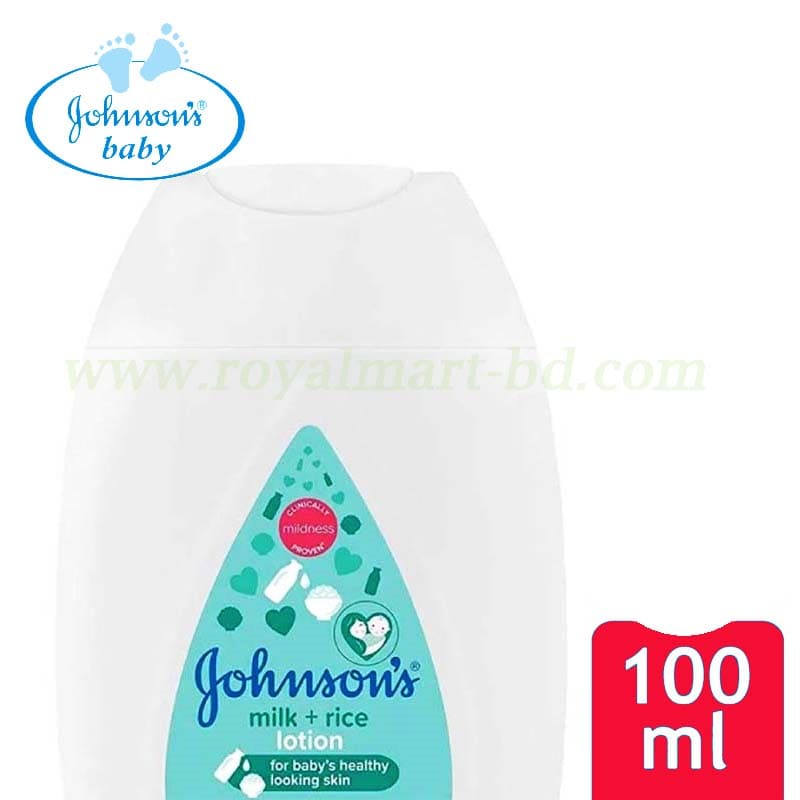 Johnson's®
baby
www.royalmart-bd.com
CLINICALLY
mildness
PROVEN*
Johnson's®
milk + rice
lotion
for baby's healthy
looking skin
100
ml